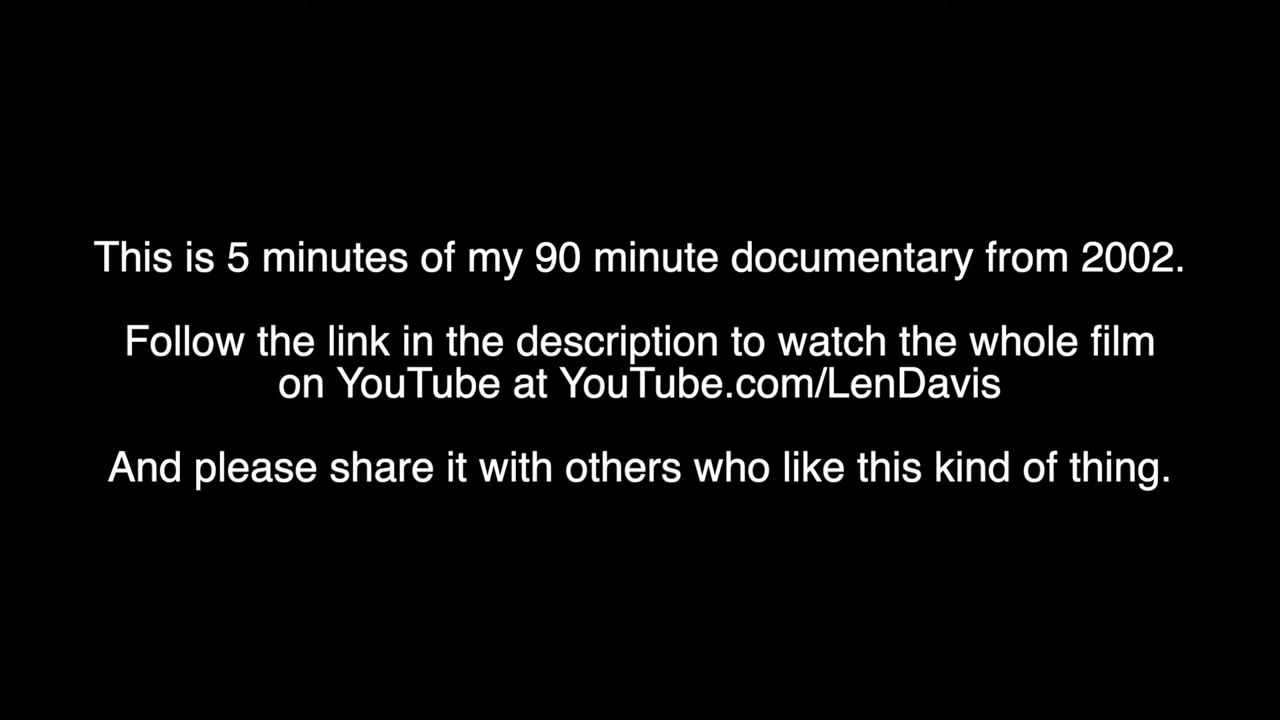 This is 5 minutes of my 90 minute documentary from 2002.
Follow the link in the description to watch the whole film
on YouTube at YouTube.com/LenDavis
And please share it with others who like this kind of thing.